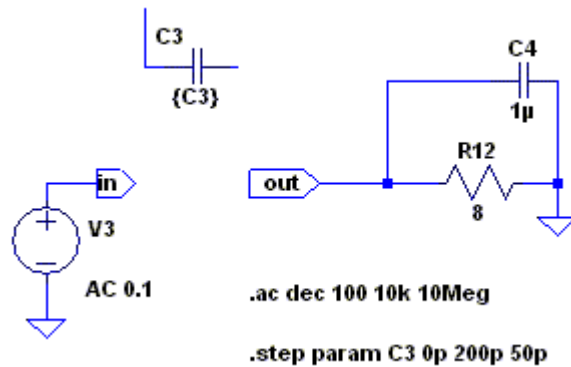 C3
{C3}
C4
1µ
in
out
R12
8
V3
AC 0.1
.ac dec 100 10k 10Meg
.step param C3 0p 200p 50p